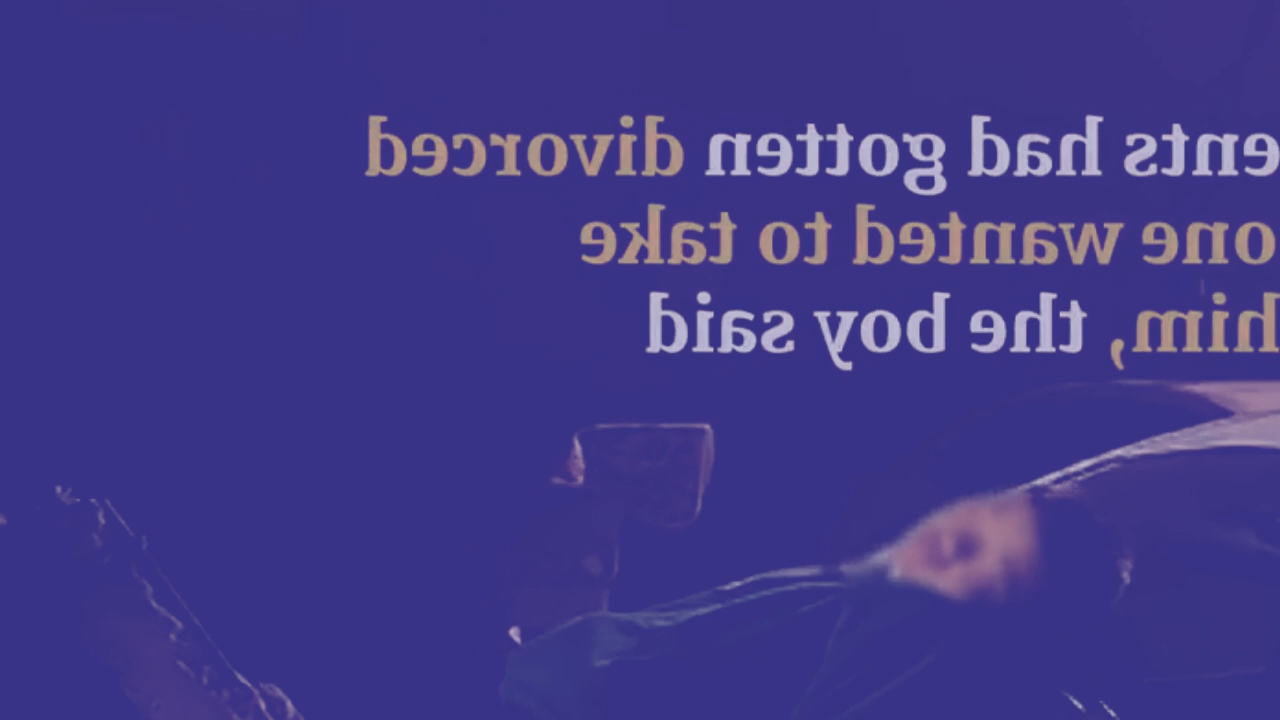 ents had gotten divorced
one wanted to take
him, the boy said